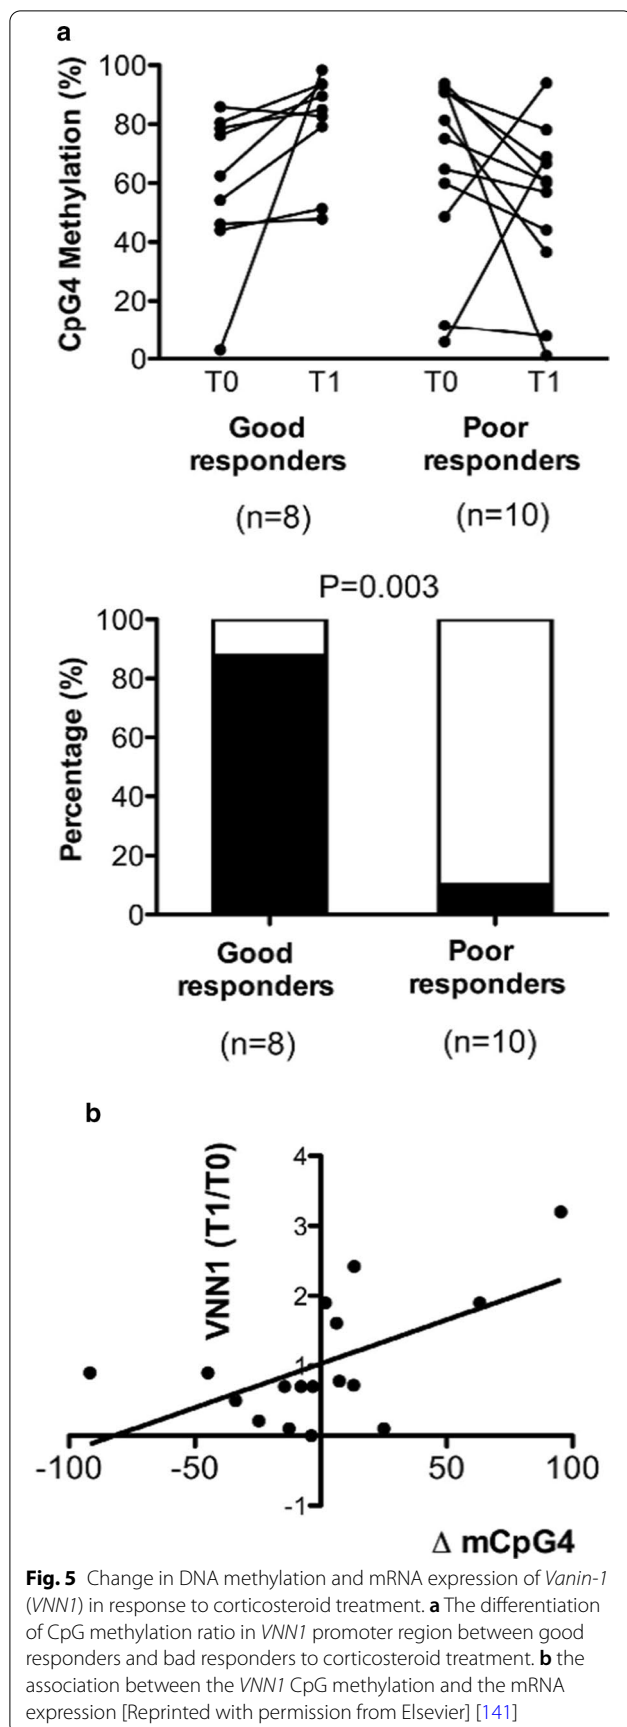 a
CpG4 Methylation (%)
100
80
60
40
20
0
T0 T1 T0 T1
Good responders
Poor responders
(n=8) (n=10)
P=0.003
Percentage (%)
100
80
60
40
20
0
Good responders
Poor responders
(n=8) (n=10)
b
VNN1 (T1/T0)
4
3
2
1
-1
-100 -50 50 100
Δ mCpG4
Fig. 5 Change in DNA methylation and mRNA expression of Vanin-1
(VNN1) in response to corticosteroid treatment. a The differentiation
of CpG methylation ratio in VNN1 promoter region between good
responders and bad responders to corticosteroid treatment. b the
association between the VNN1 CpG methylation and the mRNA
expression [Reprinted with permission from Elsevier] [141]